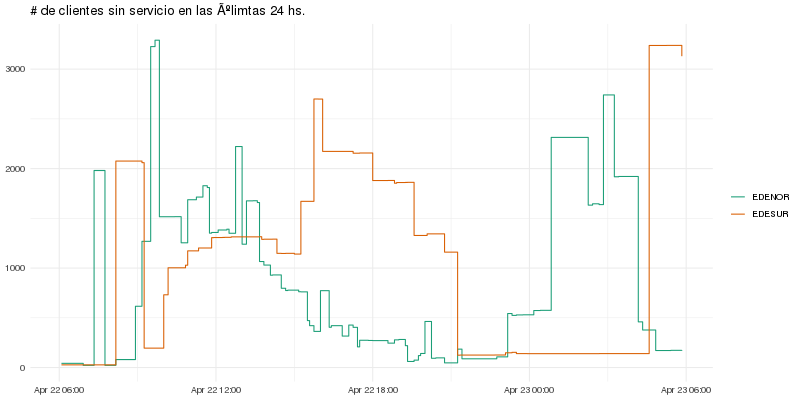 # de clientes sin servicio en las Ãºlimtas 24 hs.
3000
2000
1000
0
Apr 22 06:00
Apr 22 12:00
Apr 22 18:00
Apr 23 00:00
Apr 23 06:00
EDENOR
EDESUR